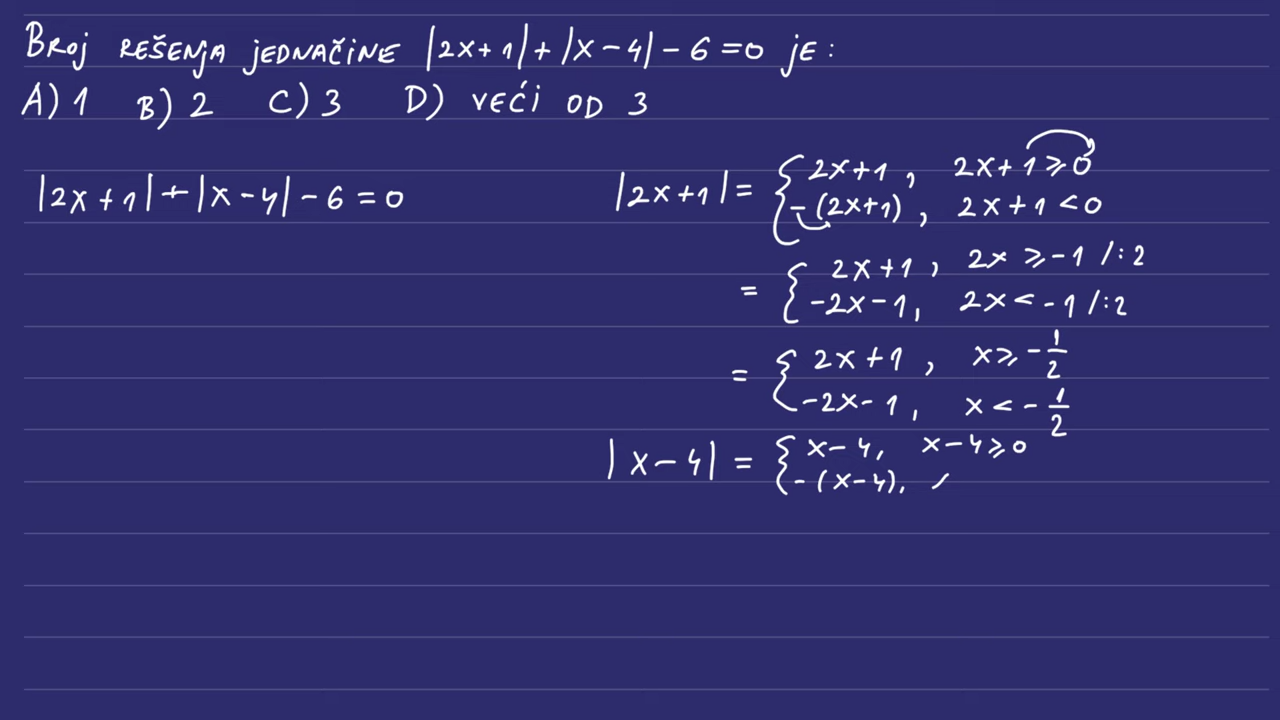 Broj rešenja jednačine |2x+1|+|x-4|-6=0 je:
A) 1 B) 2 C) 3 D) veći od 3
|2x+1|+|x-4|-6=0
|2x+1| = { 2x+1, 2x+1⩾0
-(2x+1), 2x+1<0
= { 2x+1, 2x⩾-1 /:2
-2x-1, 2x<-1 /:2
= { 2x+1, x⩾-1/2
-2x-1, x<-1/2
|x-4| = { x-4, x-4⩾0
-(x-4),